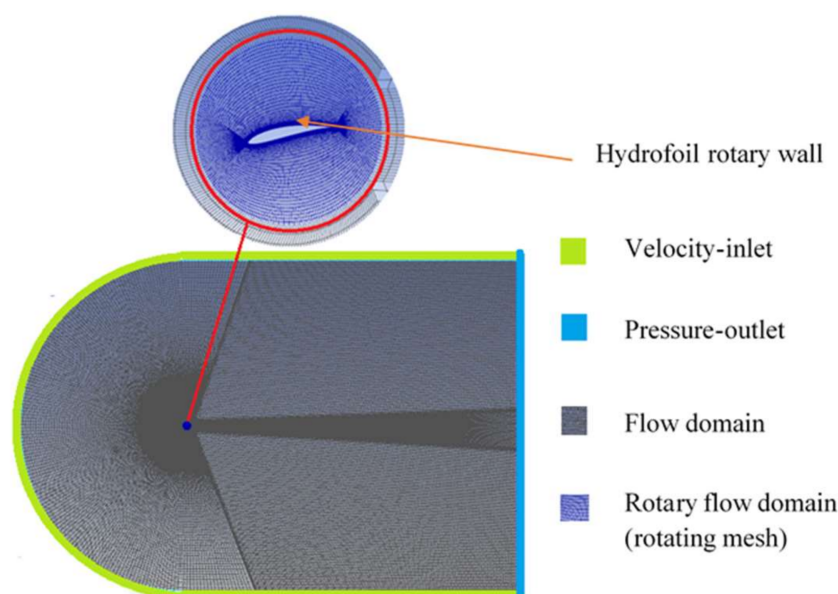 Hydrofoil rotary wall
Velocity-inlet
Pressure-outlet
Flow domain
Rotary flow domain
(rotating mesh)